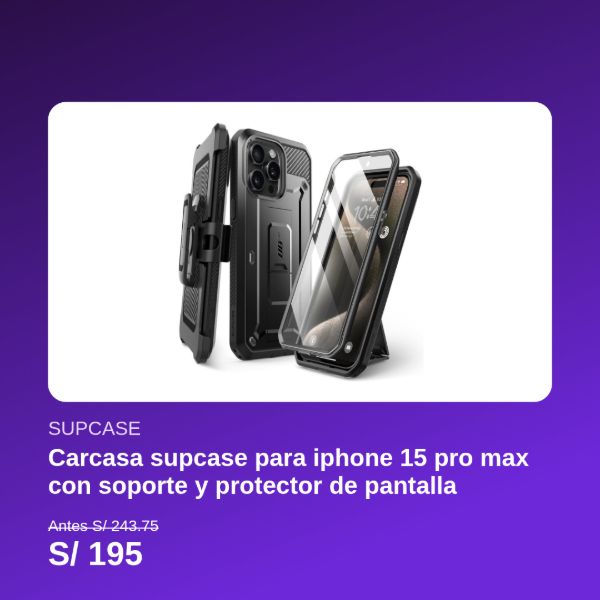 SUPCASE
Carcasa supcase para iphone 15 pro max
con soporte y protector de pantalla
Antes S/ 243.75
S/ 195